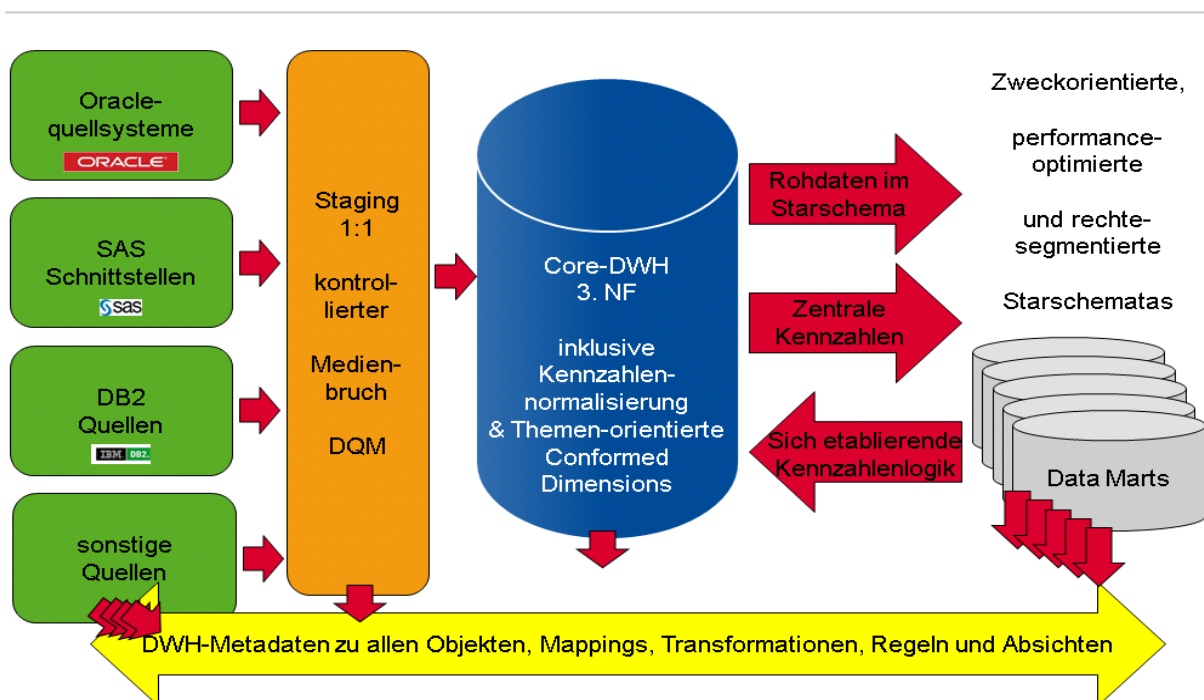 Oracle-
quellsysteme
ORACLE
SAS
Schnittstellen
sas
DB2
Quellen
IBM DB2.
sonstige
Quellen
Staging
1:1
kontrol-
lierter
Medien-
bruch
DQM
Core-DWH
3. NF
inklusive
Kennzahlen-
normalisierung
& Themen-orientierte
Conformed
Dimensions
Rohdaten im
Starschema
Zentrale
Kennzahlen
Sich etablierende
Kennzahlenlogik
Zweckorientierte,
performance-
optimierte
und rechte-
segmentierte
Starschematas
Data Marts
DWH-Metadaten zu allen Objekten, Mappings, Transformationen, Regeln und Absichten